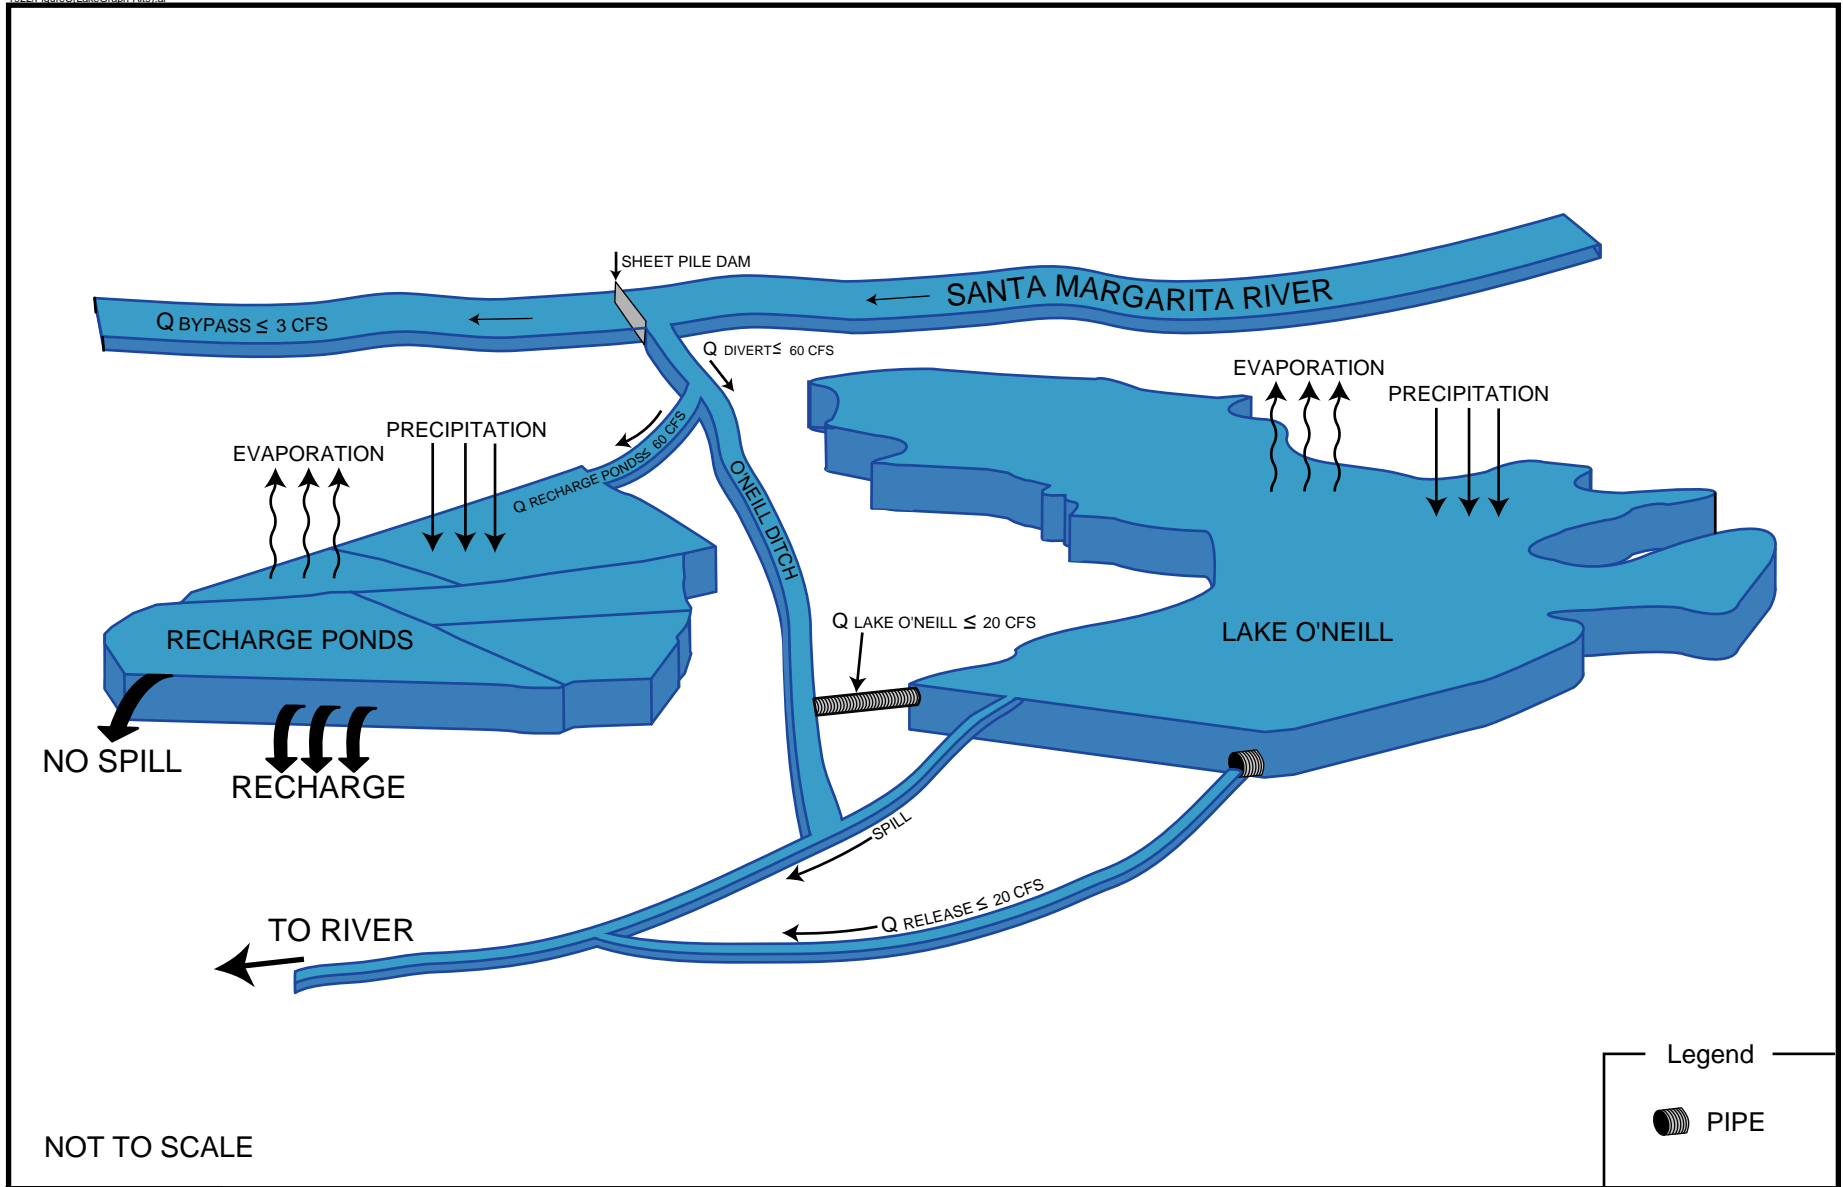 SHEET PILE DAM
SANTA MARGARITA RIVER
Q BYPASS ≤ 3 CFS
Q DIVERT ≤ 60 CFS
EVAPORATION
PRECIPITATION
PRECIPITATION
EVAPORATION
Q RECHARGE PONDS ≤ 60 CFS
O'NEILL DITCH
Q LAKE O'NEILL ≤ 20 CFS
RECHARGE PONDS
LAKE O'NEILL
NO SPILL
RECHARGE
SPILL
Q RELEASE ≤ 20 CFS
TO RIVER
Legend
PIPE
NOT TO SCALE